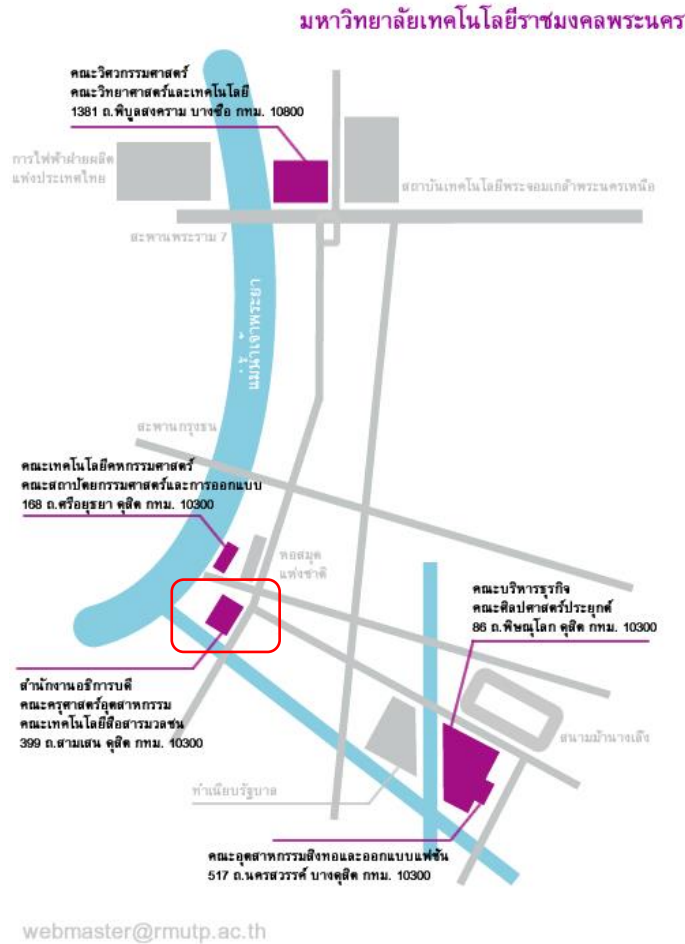 มหาวิทยาลัยเทคโนโลยีราชมงคลพระนคร
คณะวิศวกรรมศาสตร์
คณะวิทยาศาสตร์และเทคโนโลยี
1381 ถ.พิบูลสงคราม บางซือ กทม. 10800
การไฟฟ้าฝ่ายผลิต
แห่งประเทศไทย
สถาบันเทคโนโลยีพระจอมเกล้าพระนครเหนือ
สะพานพระราม 7
แม่น้ำเจ้าพระยา
สะพานกรุงธน
คณะเทคโนโลยีคหกรรมศาสตร์
คณะสถาปัตยกรรมศาสตร์และการออกแบบ
168 ถ.ศรีอยุธยา ดุสิต กทม. 10300
หอสมุด
แห่งชาติ
คณะบริหารธุรกิจ
คณะศิลปศาสตร์ประยุกต์
86 ถ.พิษณุโลก ดุสิต กทม. 10300
สำนักงานอธิการบดี
คณะครุศาสตร์อุตสาหกรรม
คณะเทคโนโลยีสื่อสารมวลชน
399 ถ.สามเสน ดุสิต กทม. 10300
สนามม้านางเลิ้ง
ทำเนียบรัฐบาล
คณะอุตสาหกรรมสิ่งทอและออกแบบแฟชั่น
517 ถ.นครสวรรค์ บางดุสิต กทม. 10300
webmaster@rmutp.ac.th